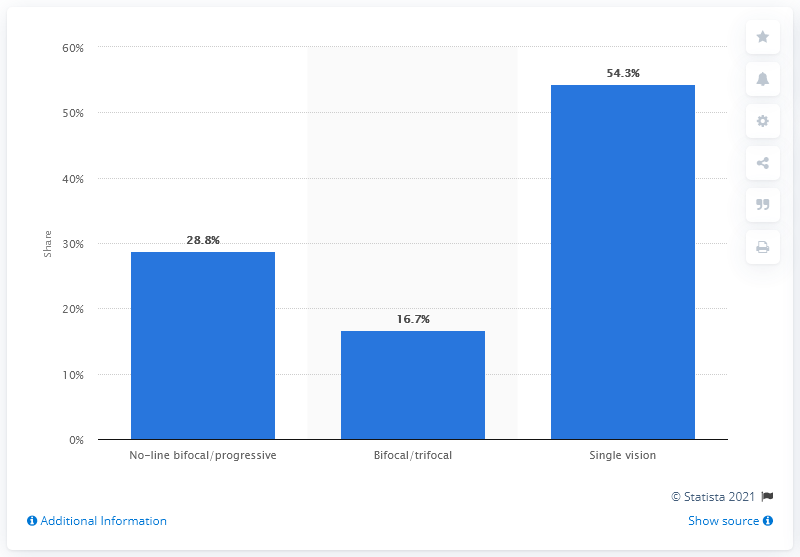 60%
54.3%
50%
40%
Share
30%
28.8%
20%
16.7%
10%
0%
No-line bifocal/progressive
Bifocal/trifocal
Single vision
© Statista 2021
Additional Information
Show source